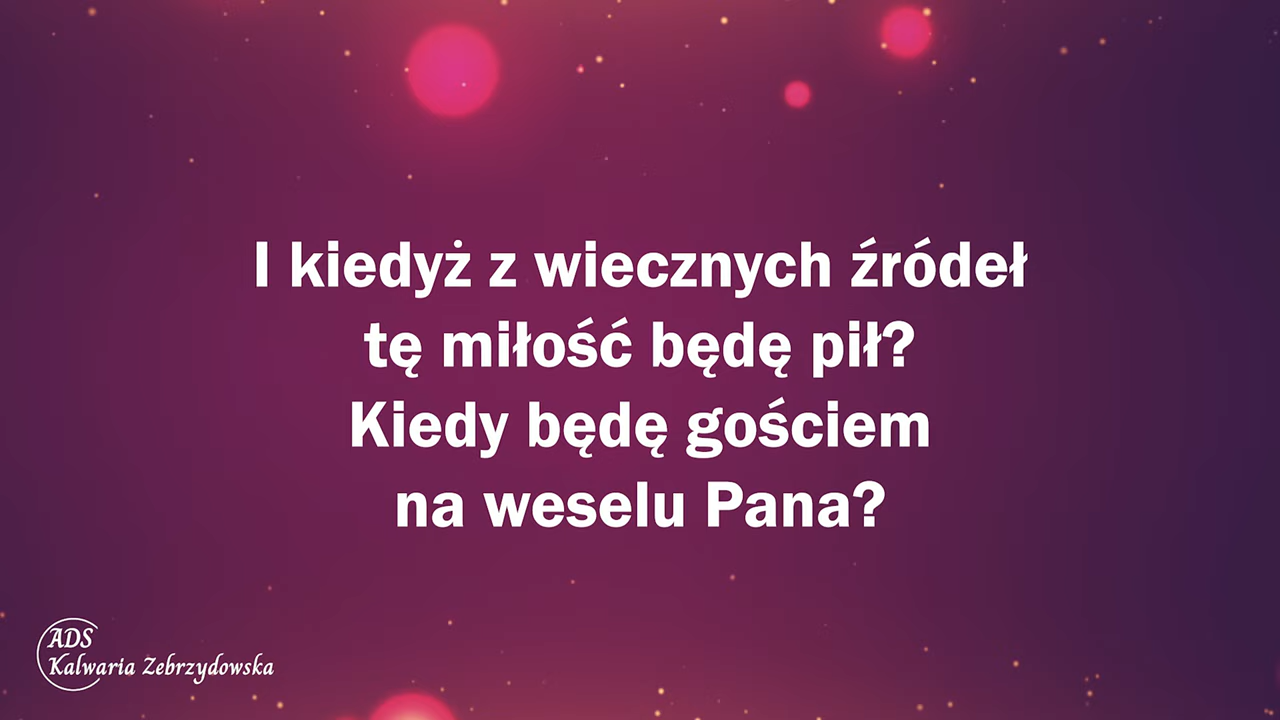 I kiedyż z wiecznych źródeł
tę miłość będę pił?
Kiedy będę gościem
na weselu Pana?
ADS
Kalwaria Zebrzydowska